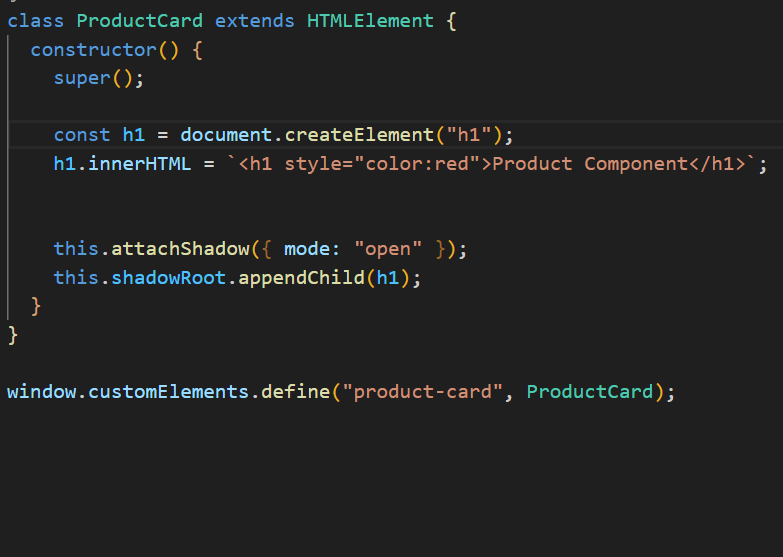 class ProductCard extends HTMLElement {
  constructor() {
    super();

    const h1 = document.createElement("h1");
    h1.innerHTML = `<h1 style="color:red">Product Component</h1>`;


    this.attachShadow({ mode: "open" });
    this.shadowRoot.appendChild(h1);
  }
}

window.customElements.define("product-card", ProductCard);